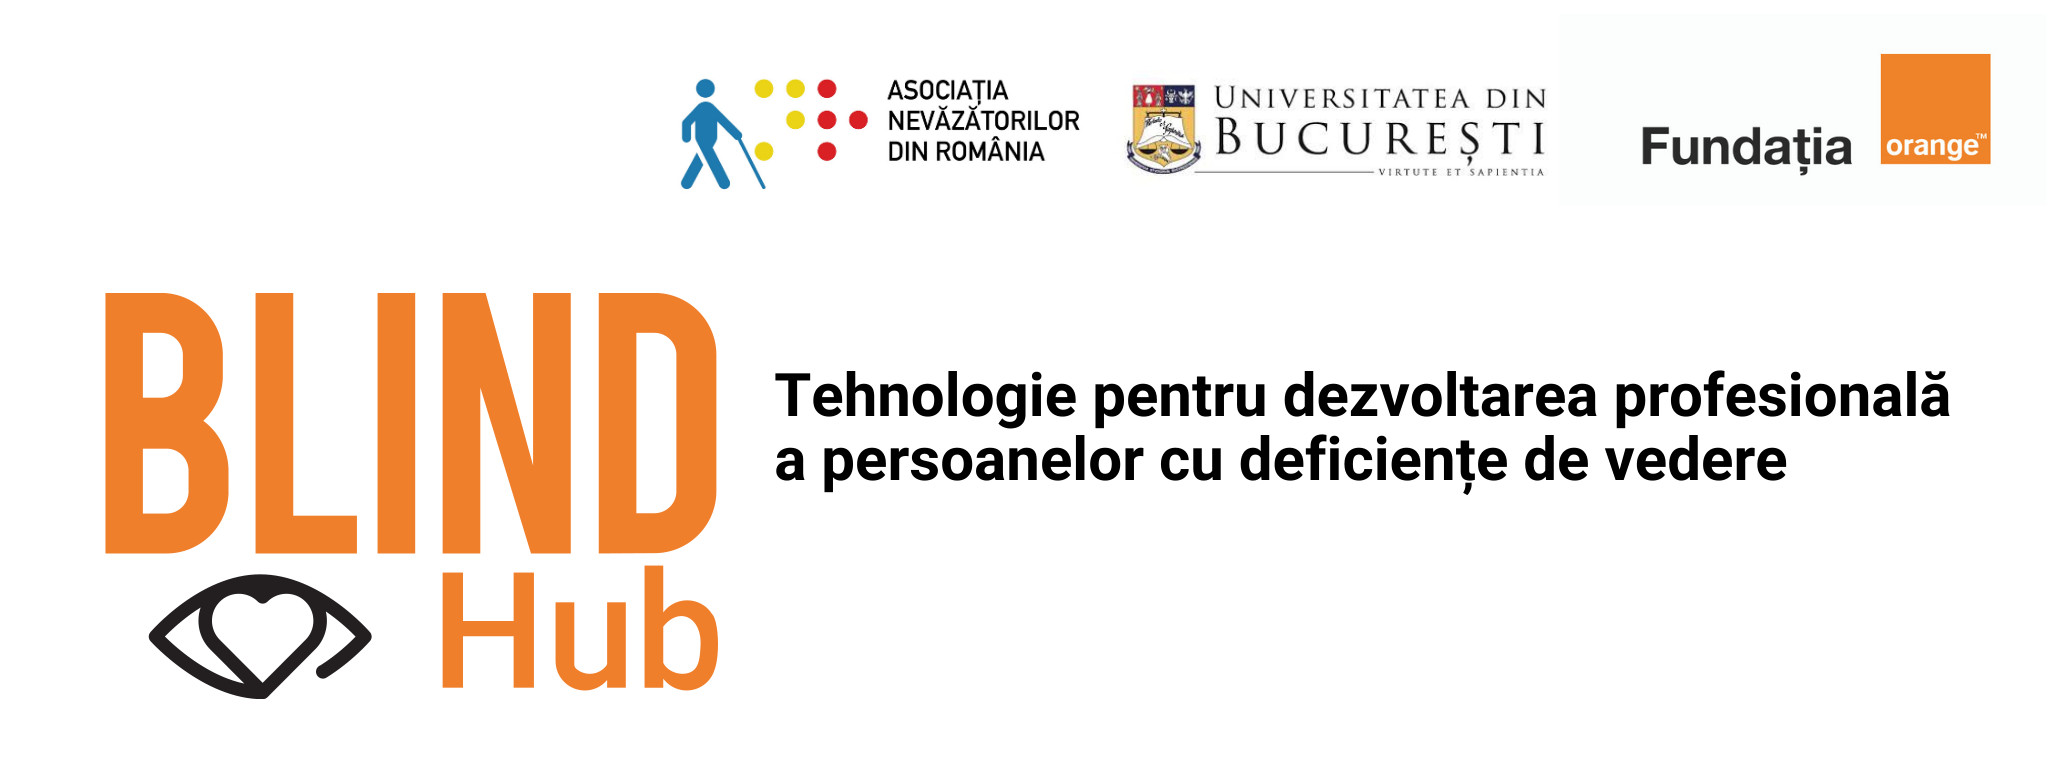 ASOCIAȚIA
NEVĂZĂTORILOR
DIN ROMÂNIA
UNIVERSITATEA DIN
BUCUREȘTI
VIRTUTE ET SAPIENTIA
Fundația
orange™
BLIND
Hub
Tehnologie pentru dezvoltarea profesională
a persoanelor cu deficiențe de vedere